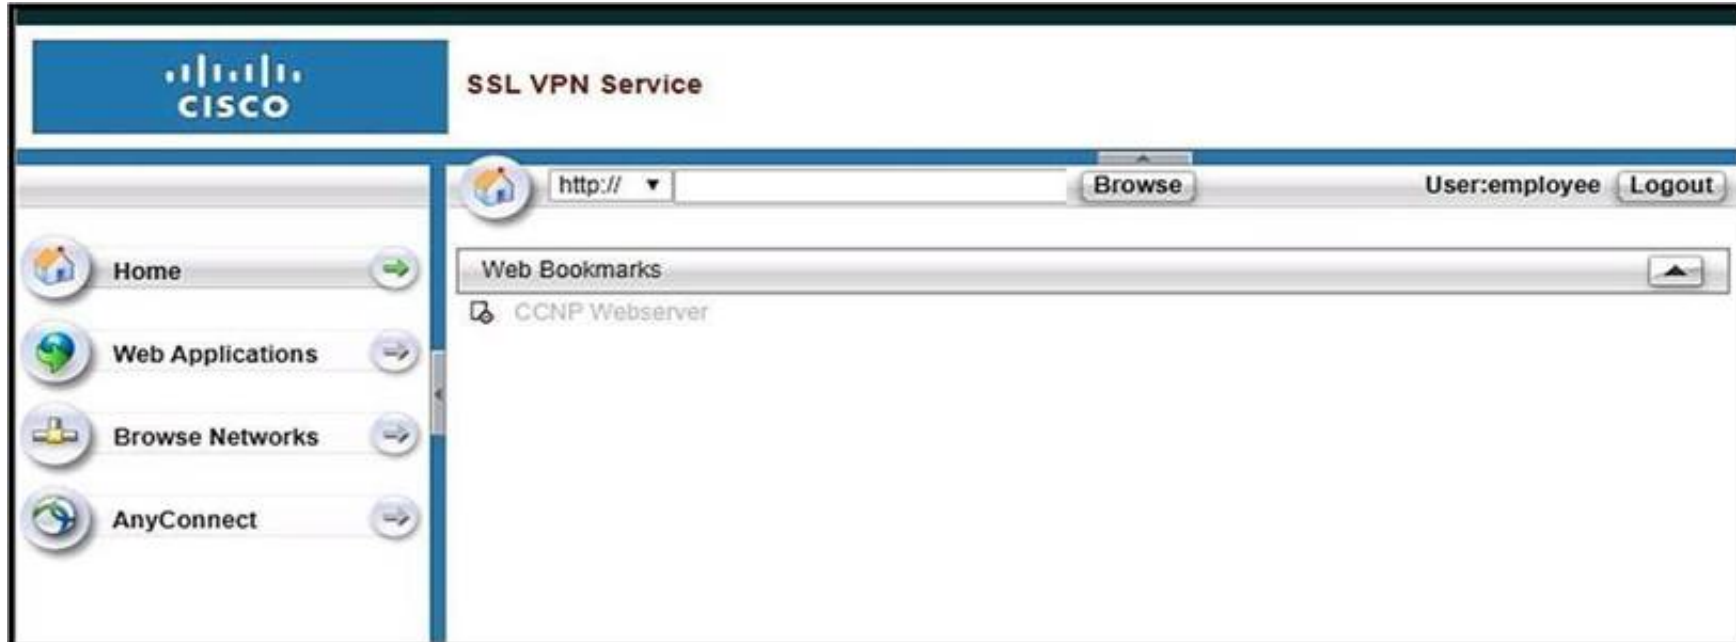 CISCO
SSL VPN Service
http://
Browse
User:employee
Logout
Home
Web Applications
Browse Networks
AnyConnect
Web Bookmarks
CCNP Webserver